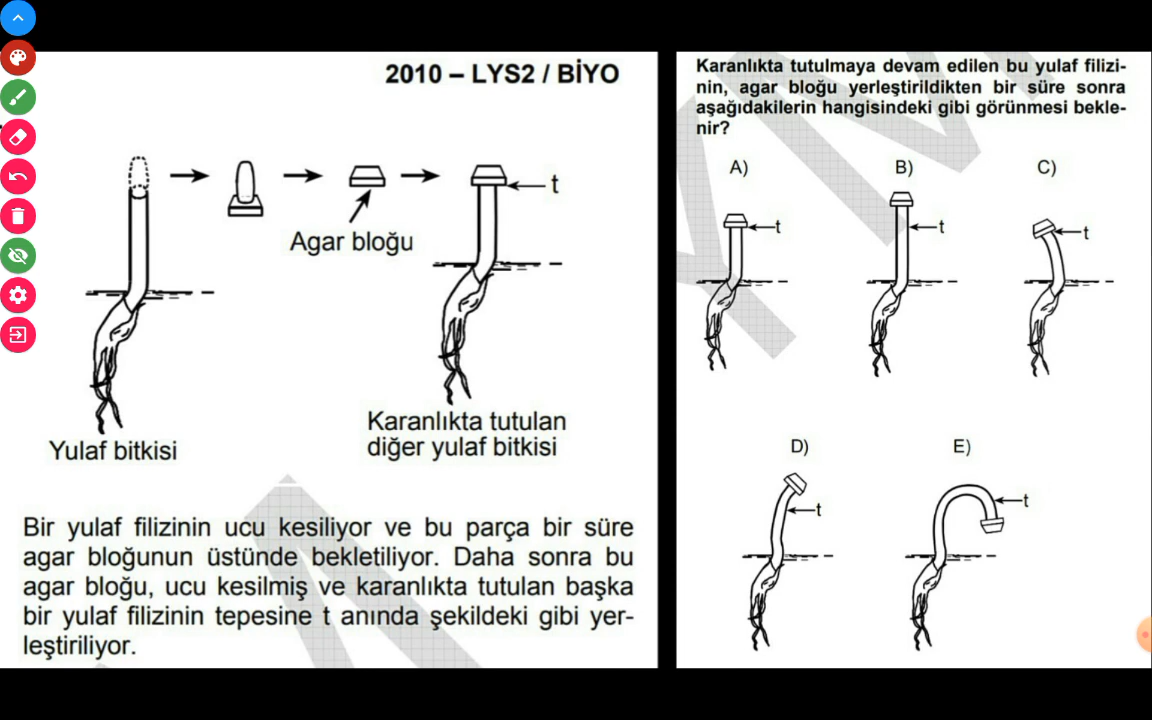 2010 – LYS2 / BİYO
t
Agar bloğu
Yulaf bitkisi
Karanlıkta tutulan
diğer yulaf bitkisi
Bir yulaf filizinin ucu kesiliyor ve bu parça bir süre
agar bloğunun üstünde bekletiliyor. Daha sonra bu
agar bloğu, ucu kesilmiş ve karanlıkta tutulan başka
bir yulaf filizinin tepesine t anında şekildeki gibi yer-
leştiriliyor.
Karanlıkta tutulmaya devam edilen bu yulaf filizi-
nin, agar bloğu yerleştirildikten bir süre sonra
aşağıdakilerin hangisindeki gibi görünmesi bekle-
nir?
A)
B)
C)
t
t
t
D)
E)
t
t